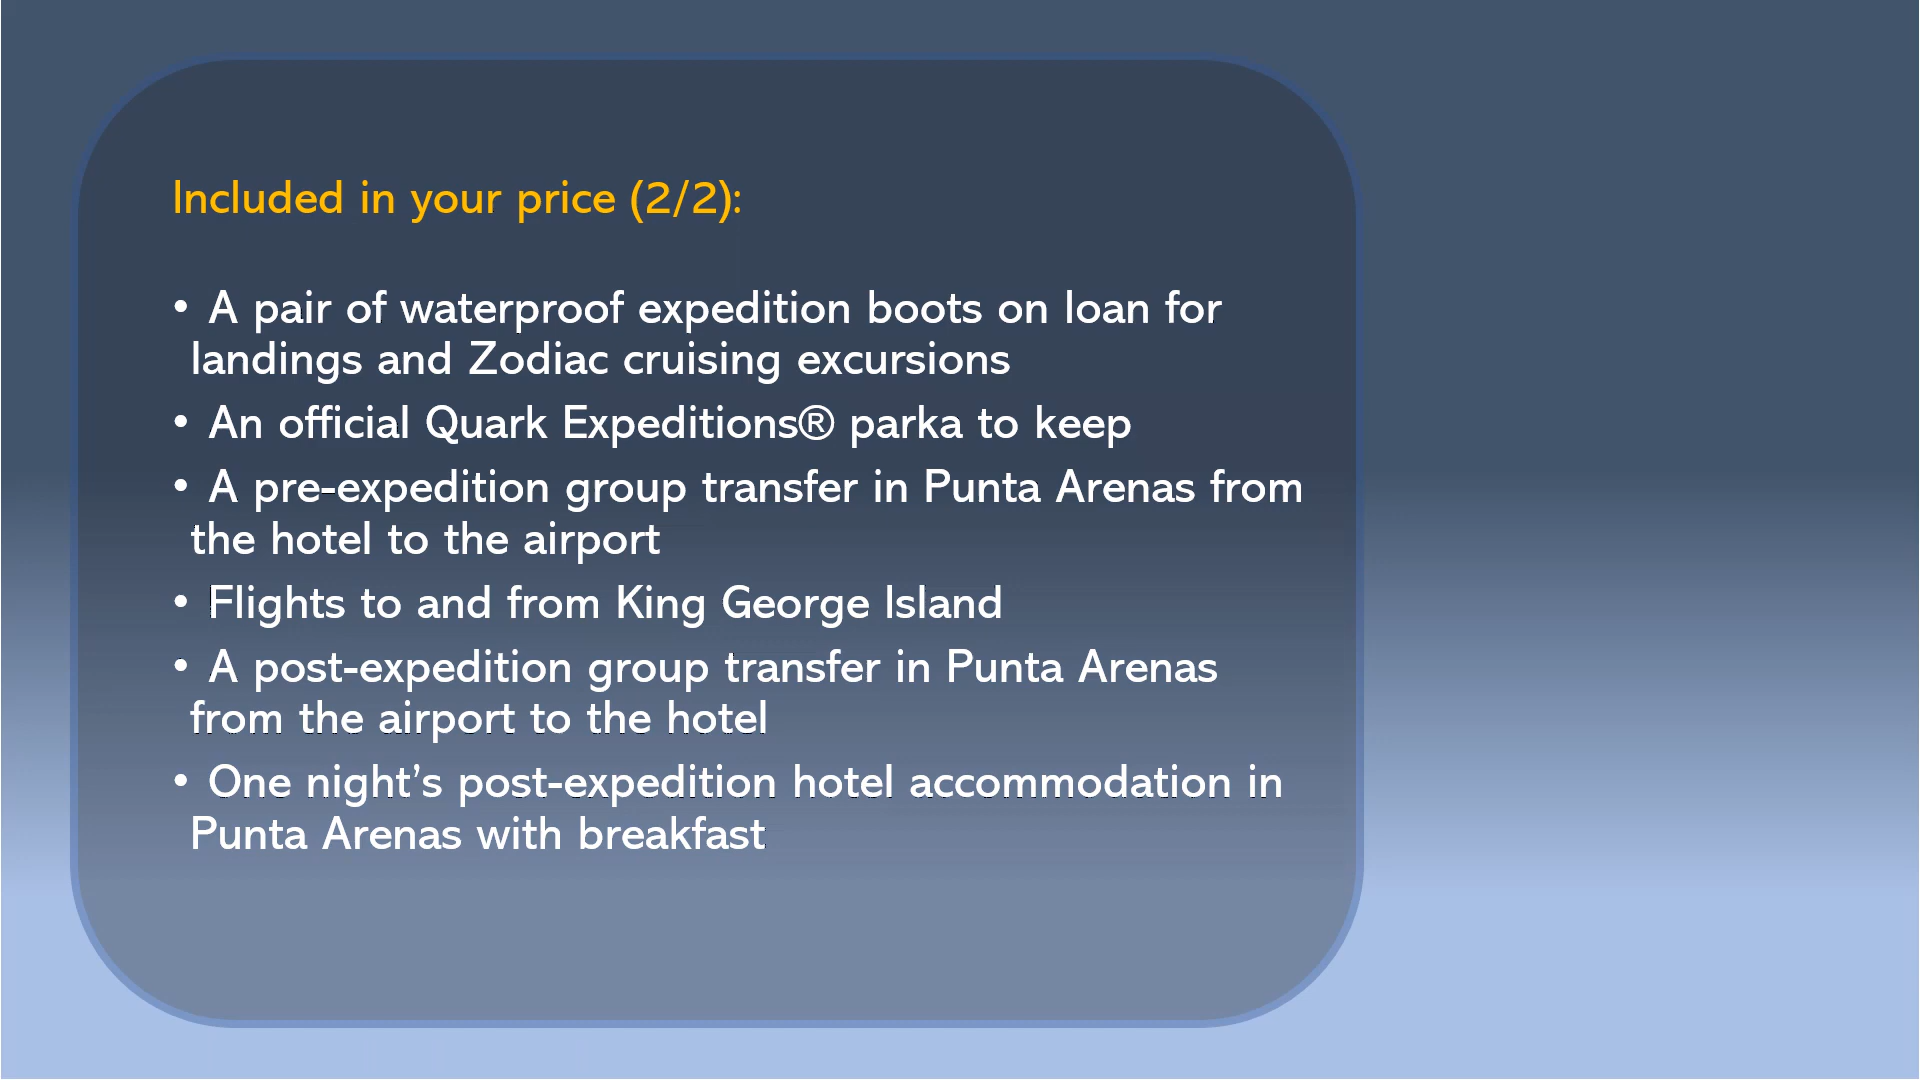 Included in your price (2/2):
• A pair of waterproof expedition boots on loan for
landings and Zodiac cruising excursions
• An official Quark Expeditions® parka to keep
• A pre-expedition group transfer in Punta Arenas from
the hotel to the airport
• Flights to and from King George Island
• A post-expedition group transfer in Punta Arenas
from the airport to the hotel
• One night’s post-expedition hotel accommodation in
Punta Arenas with breakfast